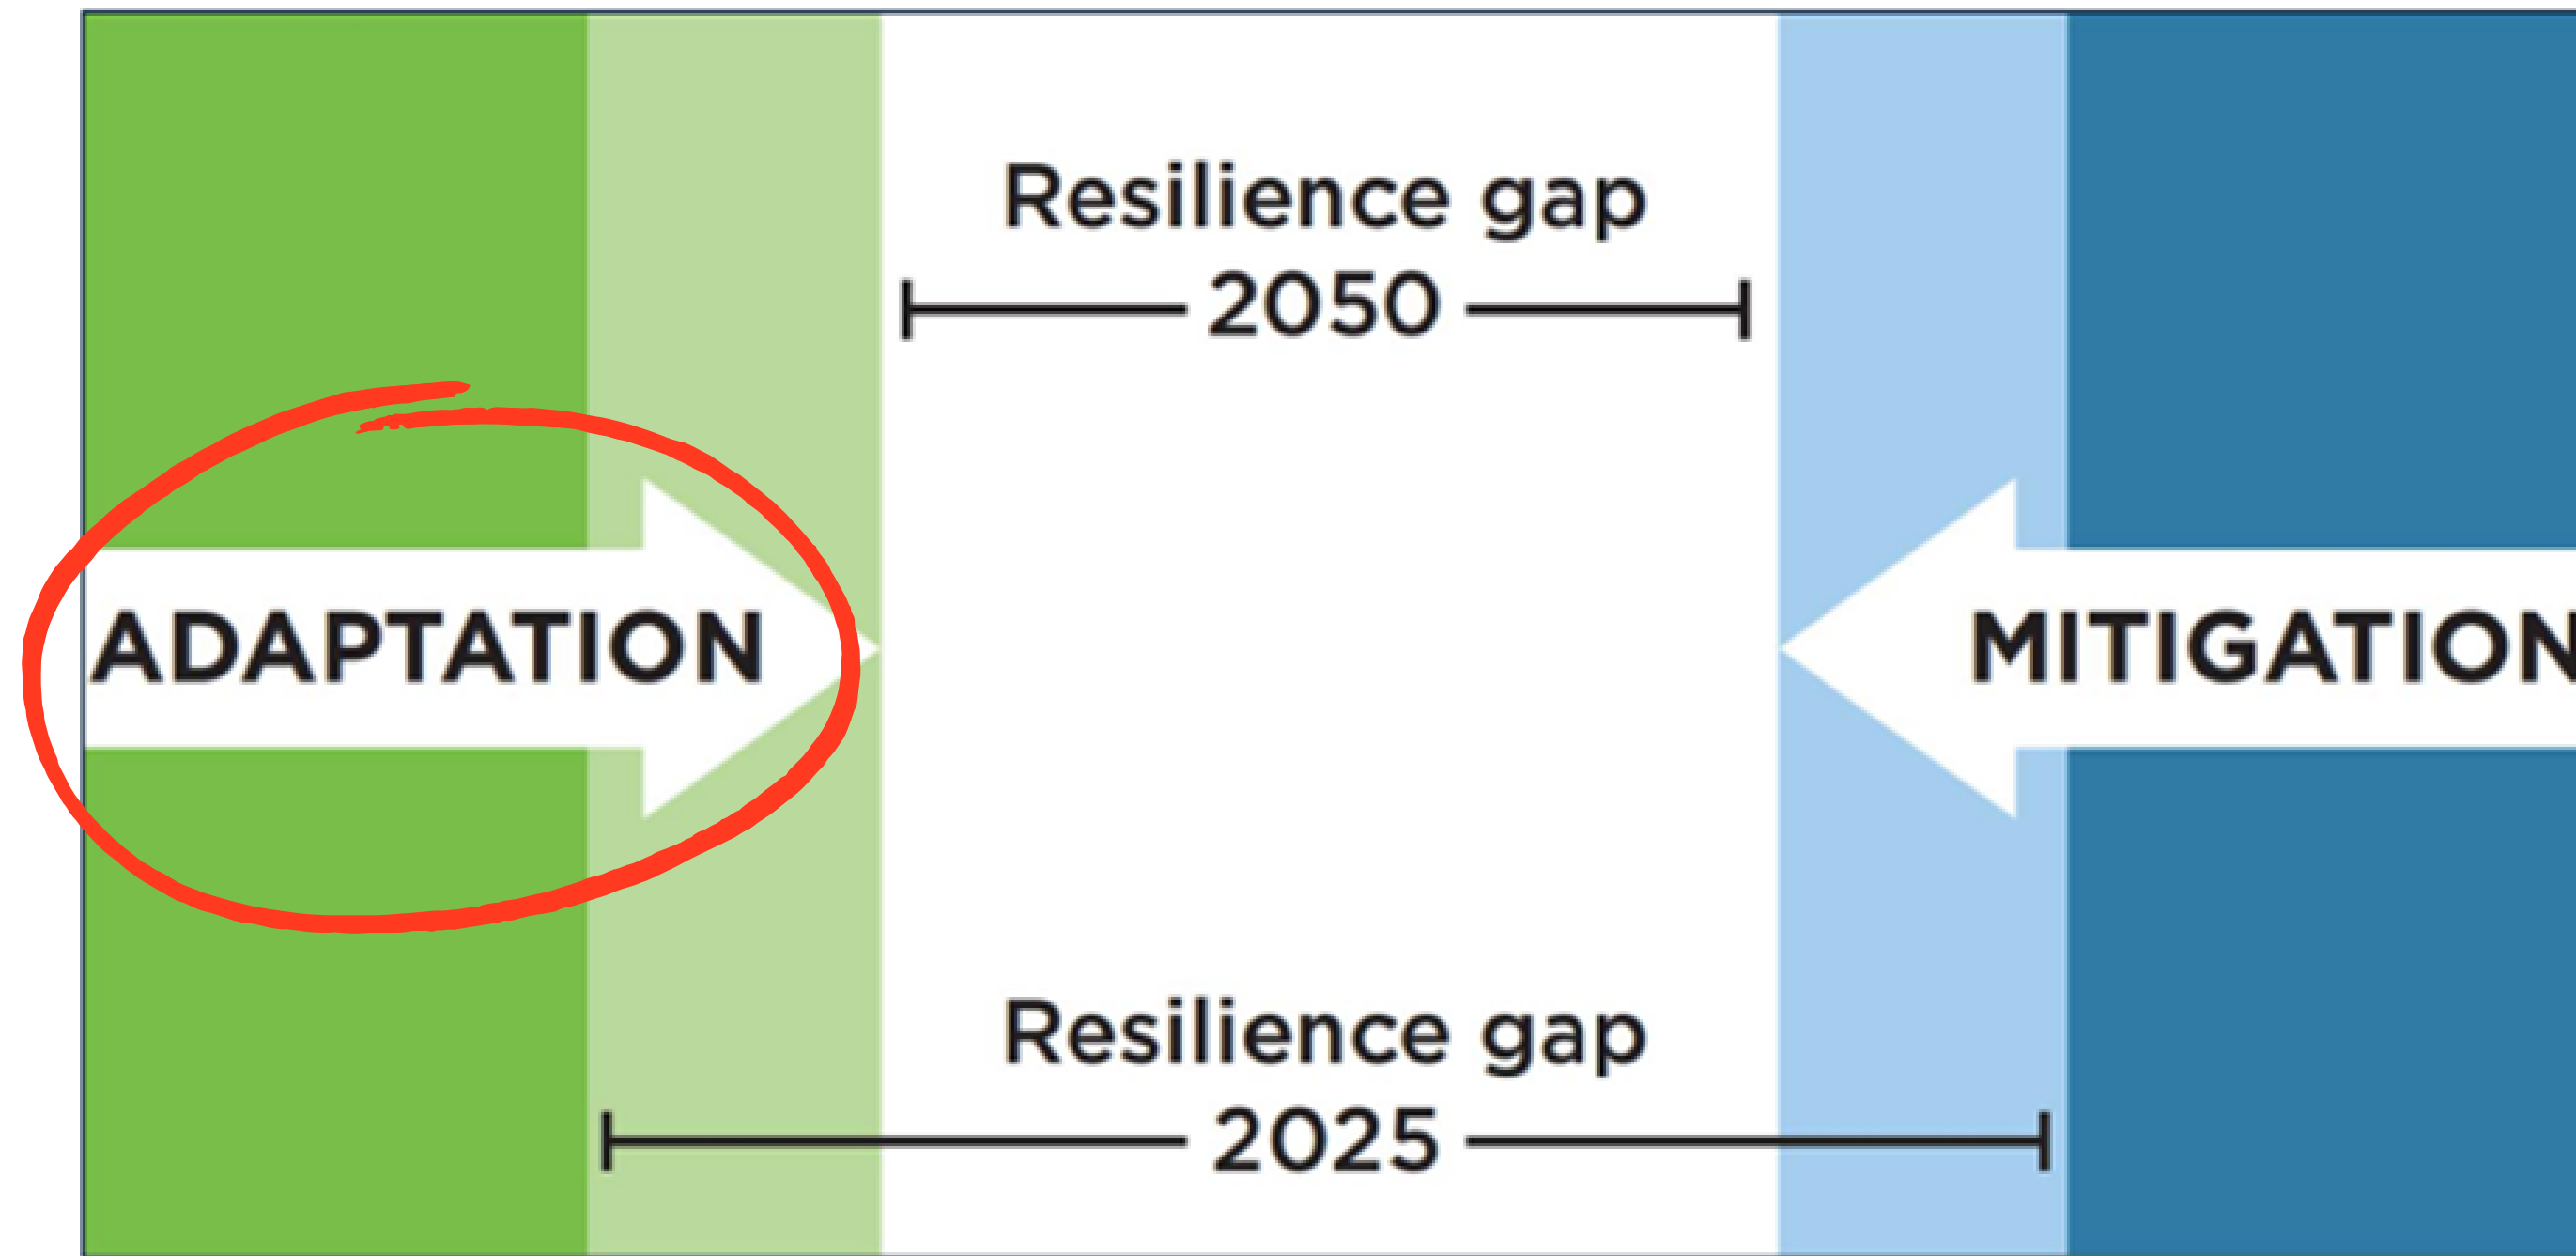 Resilience gap
2050
ADAPTATION
MITIGATION
Resilience gap
2025